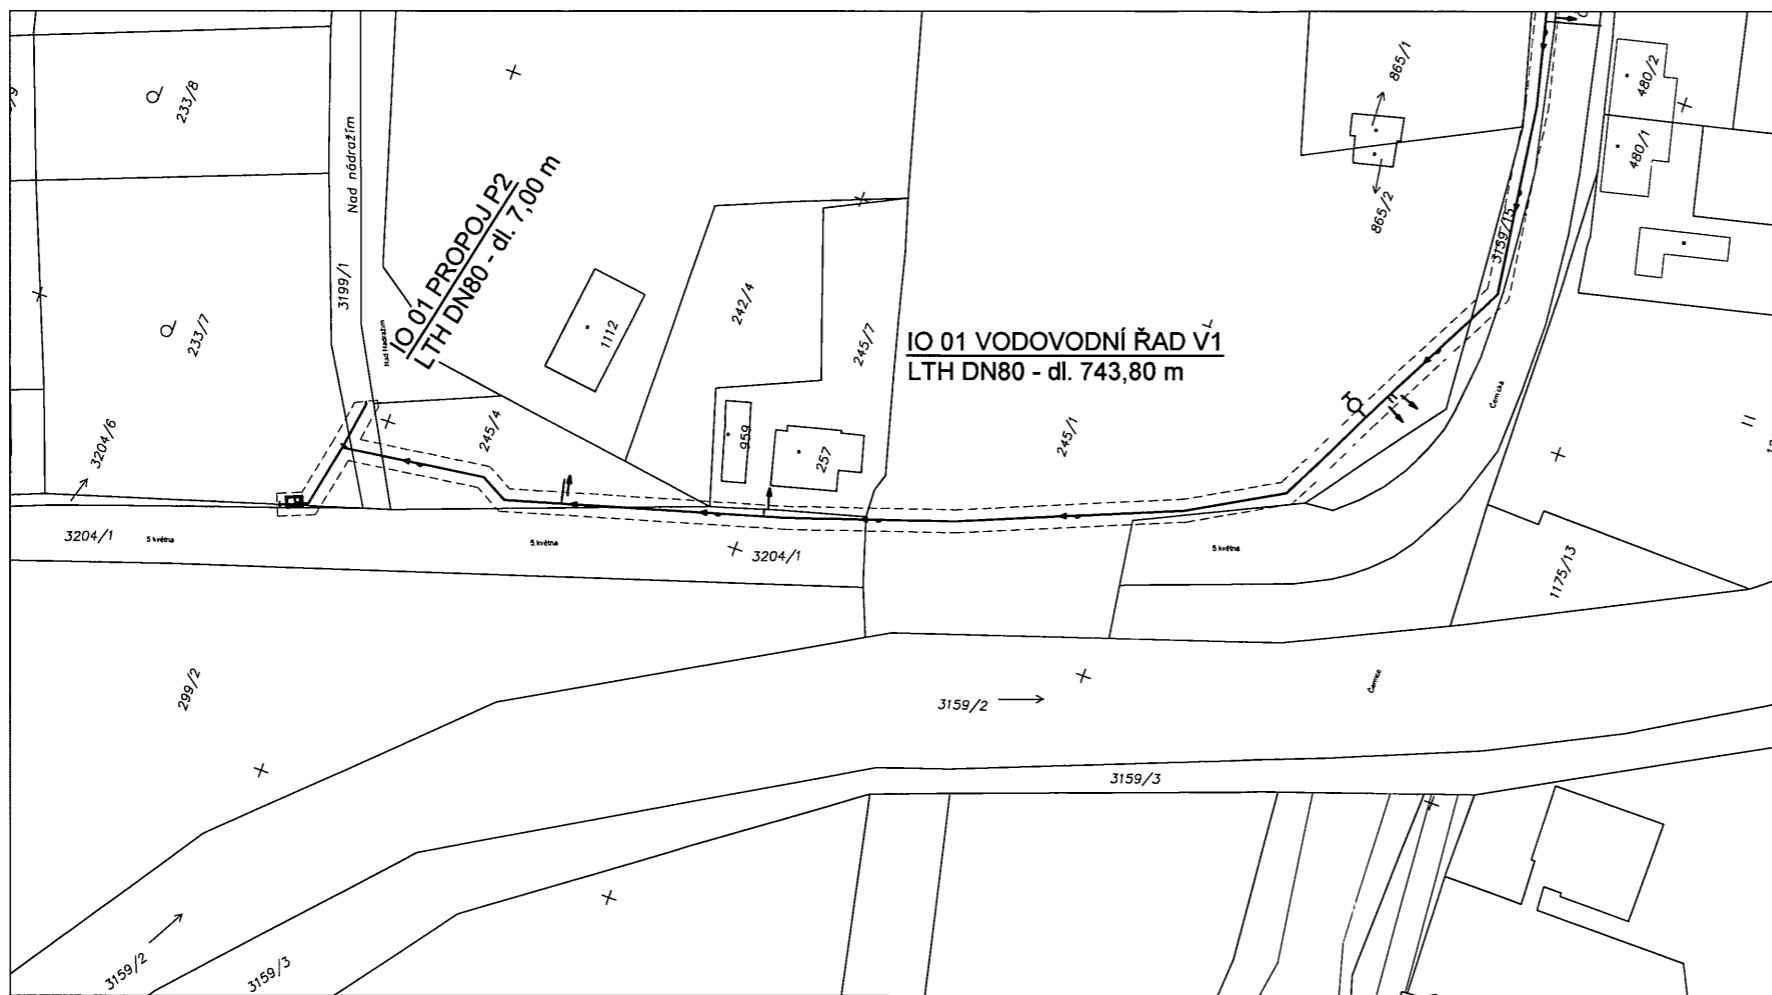 233/8
Nad nádražím
865/1
480/2
480/1
865/2
3159/15
IO 01 PROPOJ P2
LTH DN80 - dl. 7,00 m
3199/1
Nad Nádražím
233/7
1112
242/4
245/7
IO 01 VODOVODNÍ ŘAD V1
LTH DN80 - dl. 743,80 m
3204/6
245/4
959
257
245/1
3204/1
5.května
5.května
3204/1
5.května
1175/13
299/2
3159/2
3159/3
3159/2
3159/3